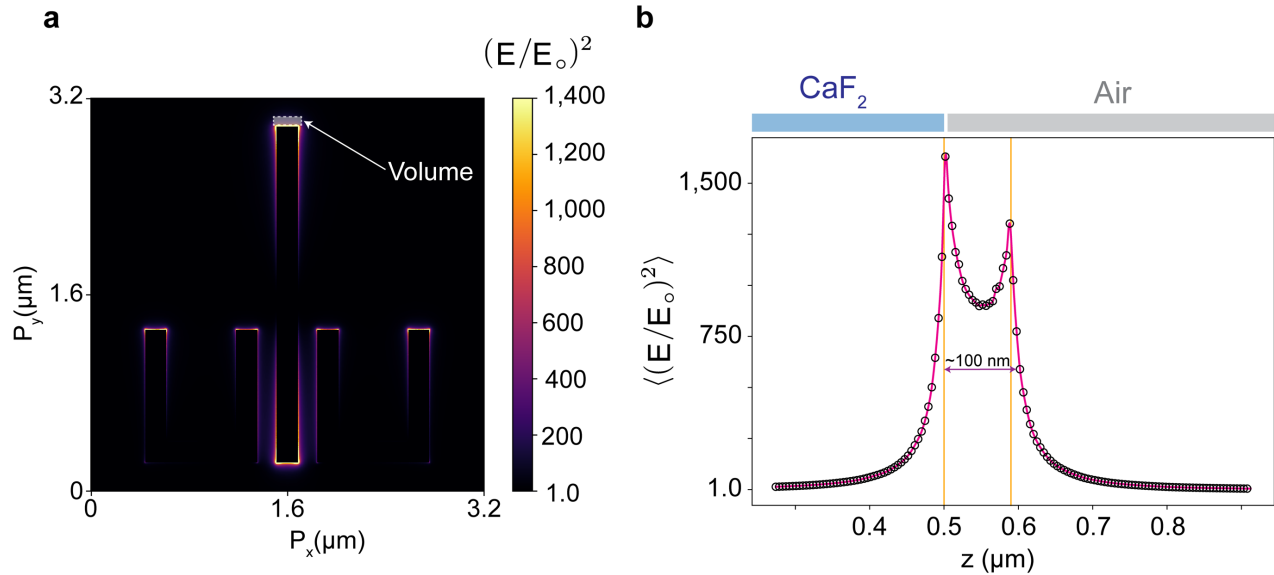 a
(E/E∘)²
3.2
1.6
0
0
1.6
3.2
Pᵧ(μm)
Pₓ(μm)
Volume
1,400
1,200
1,000
800
600
400
200
1.0
b
CaF₂
Air
1,500
750
1.0
⟨(E/E∘)²⟩
~100 nm
0.4
0.5
0.6
0.7
0.8
z (μm)